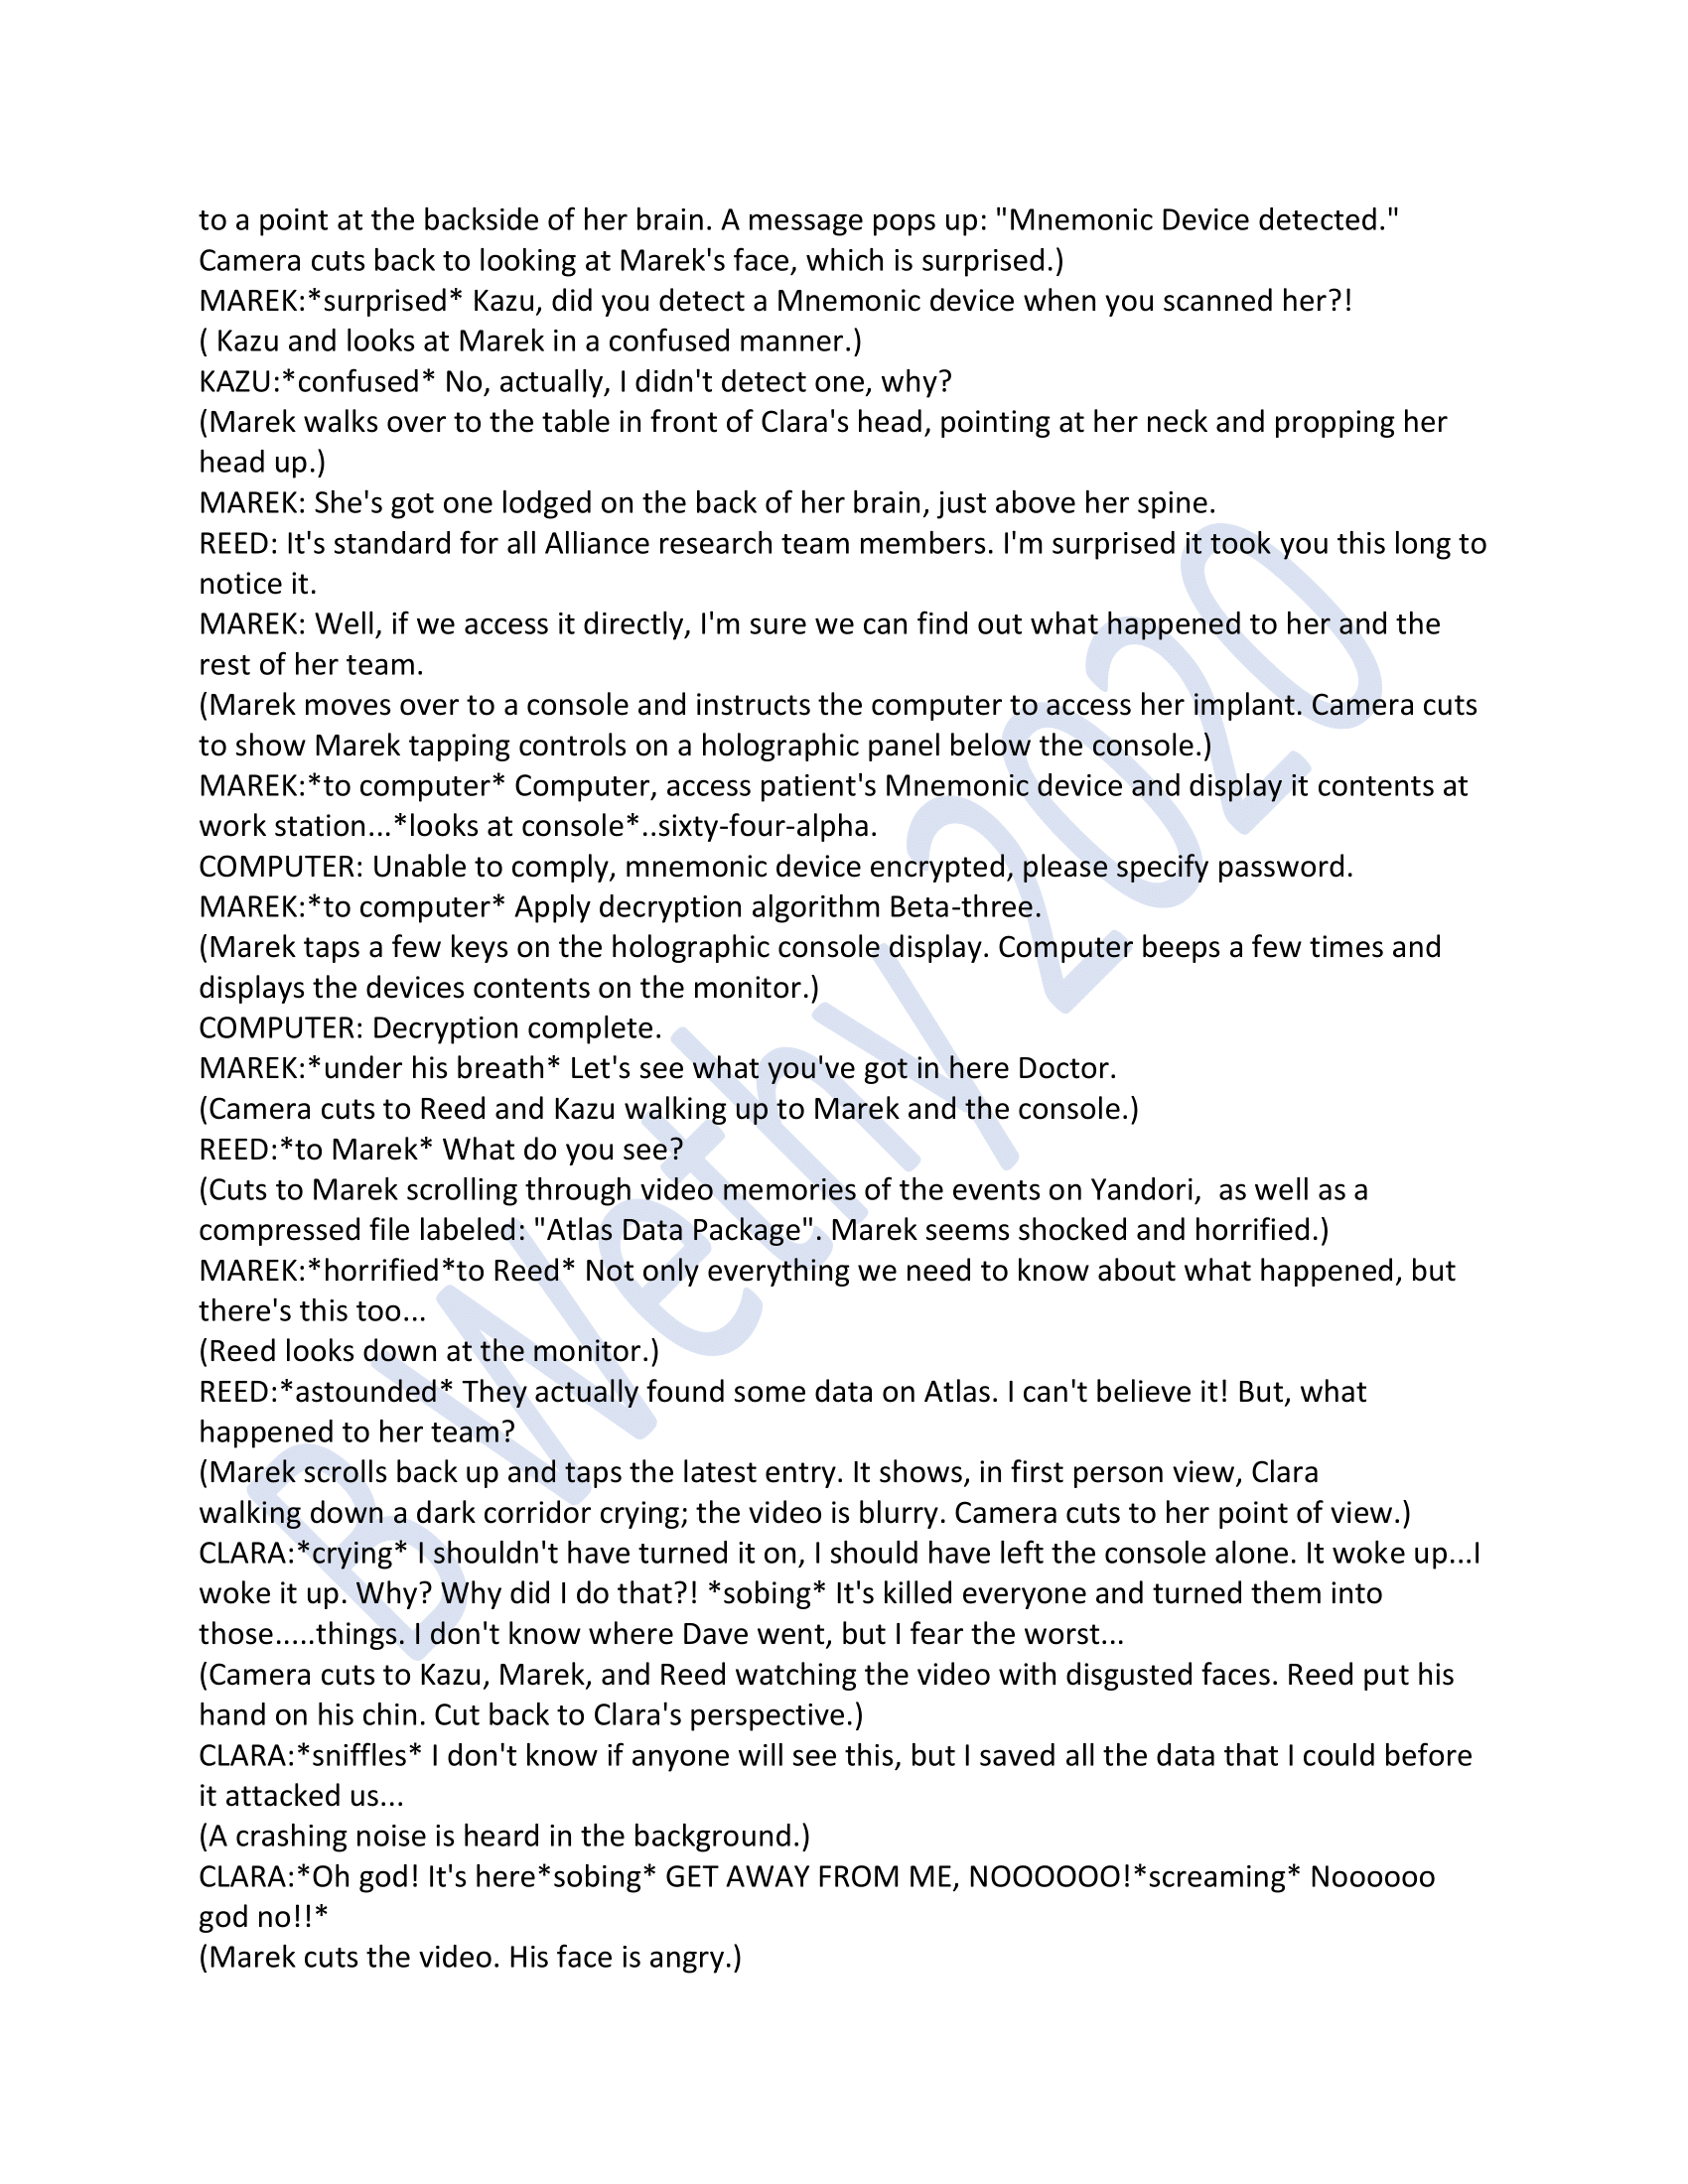 to a point at the backside of her brain. A message pops up: "Mnemonic Device detected."
Camera cuts back to looking at Marek's face, which is surprised.)
MAREK:*surprised* Kazu, did you detect a Mnemonic device when you scanned her?!
( Kazu and looks at Marek in a confused manner.)
KAZU:*confused* No, actually, I didn't detect one, why?
(Marek walks over to the table in front of Clara's head, pointing at her neck and propping her
head up.)
MAREK: She's got one lodged on the back of her brain, just above her spine.
REED: It's standard for all Alliance research team members. I'm surprised it took you this long to
notice it.
MAREK: Well, if we access it directly, I'm sure we can find out what happened to her and the
rest of her team.
(Marek moves over to a console and instructs the computer to access her implant. Camera cuts
to show Marek tapping controls on a holographic panel below the console.)
MAREK:*to computer* Computer, access patient's Mnemonic device and display it contents at
work station...*looks at console*..sixty-four-alpha.
COMPUTER: Unable to comply, mnemonic device encrypted, please specify password.
MAREK:*to computer* Apply decryption algorithm Beta-three.
(Marek taps a few keys on the holographic console display. Computer beeps a few times and
displays the devices contents on the monitor.)
COMPUTER: Decryption complete.
MAREK:*under his breath* Let's see what you've got in here Doctor.
(Camera cuts to Reed and Kazu walking up to Marek and the console.)
REED:*to Marek* What do you see?
(Cuts to Marek scrolling through video memories of the events on Yandori,  as well as a
compressed file labeled: "Atlas Data Package". Marek seems shocked and horrified.)
MAREK:*horrified*to Reed* Not only everything we need to know about what happened, but
there's this too...
(Reed looks down at the monitor.)
REED:*astounded* They actually found some data on Atlas. I can't believe it! But, what
happened to her team?
(Marek scrolls back up and taps the latest entry. It shows, in first person view, Clara
walking down a dark corridor crying; the video is blurry. Camera cuts to her point of view.)
CLARA:*crying* I shouldn't have turned it on, I should have left the console alone. It woke up...I
woke it up. Why? Why did I do that?! *sobing* It's killed everyone and turned them into
those.....things. I don't know where Dave went, but I fear the worst...
(Camera cuts to Kazu, Marek, and Reed watching the video with disgusted faces. Reed put his
hand on his chin. Cut back to Clara's perspective.)
CLARA:*sniffles* I don't know if anyone will see this, but I saved all the data that I could before
it attacked us...
(A crashing noise is heard in the background.)
CLARA:*Oh god! It's here*sobing* GET AWAY FROM ME, NOOOOOO!*screaming* Noooooo
god no!!*
(Marek cuts the video. His face is angry.)
B Wethy 2020